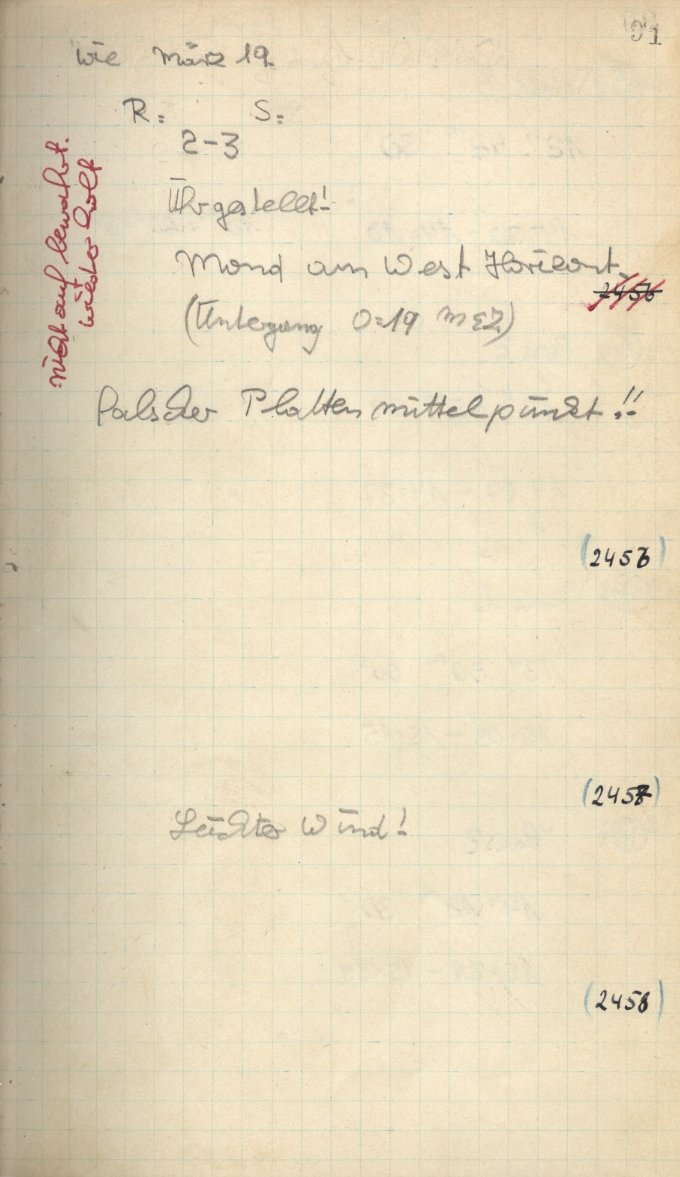 91
wie März 19.
R: S:
2-3
nicht aufbewahrt.
wiederholt
Uhr gestellt!
Mond am West Horizont.
2456
(Untergang 0:19 MEZ)
falscher Plattenmittelpunkt!!
(2456)
(2457)
Leichter Wind!
(2458)